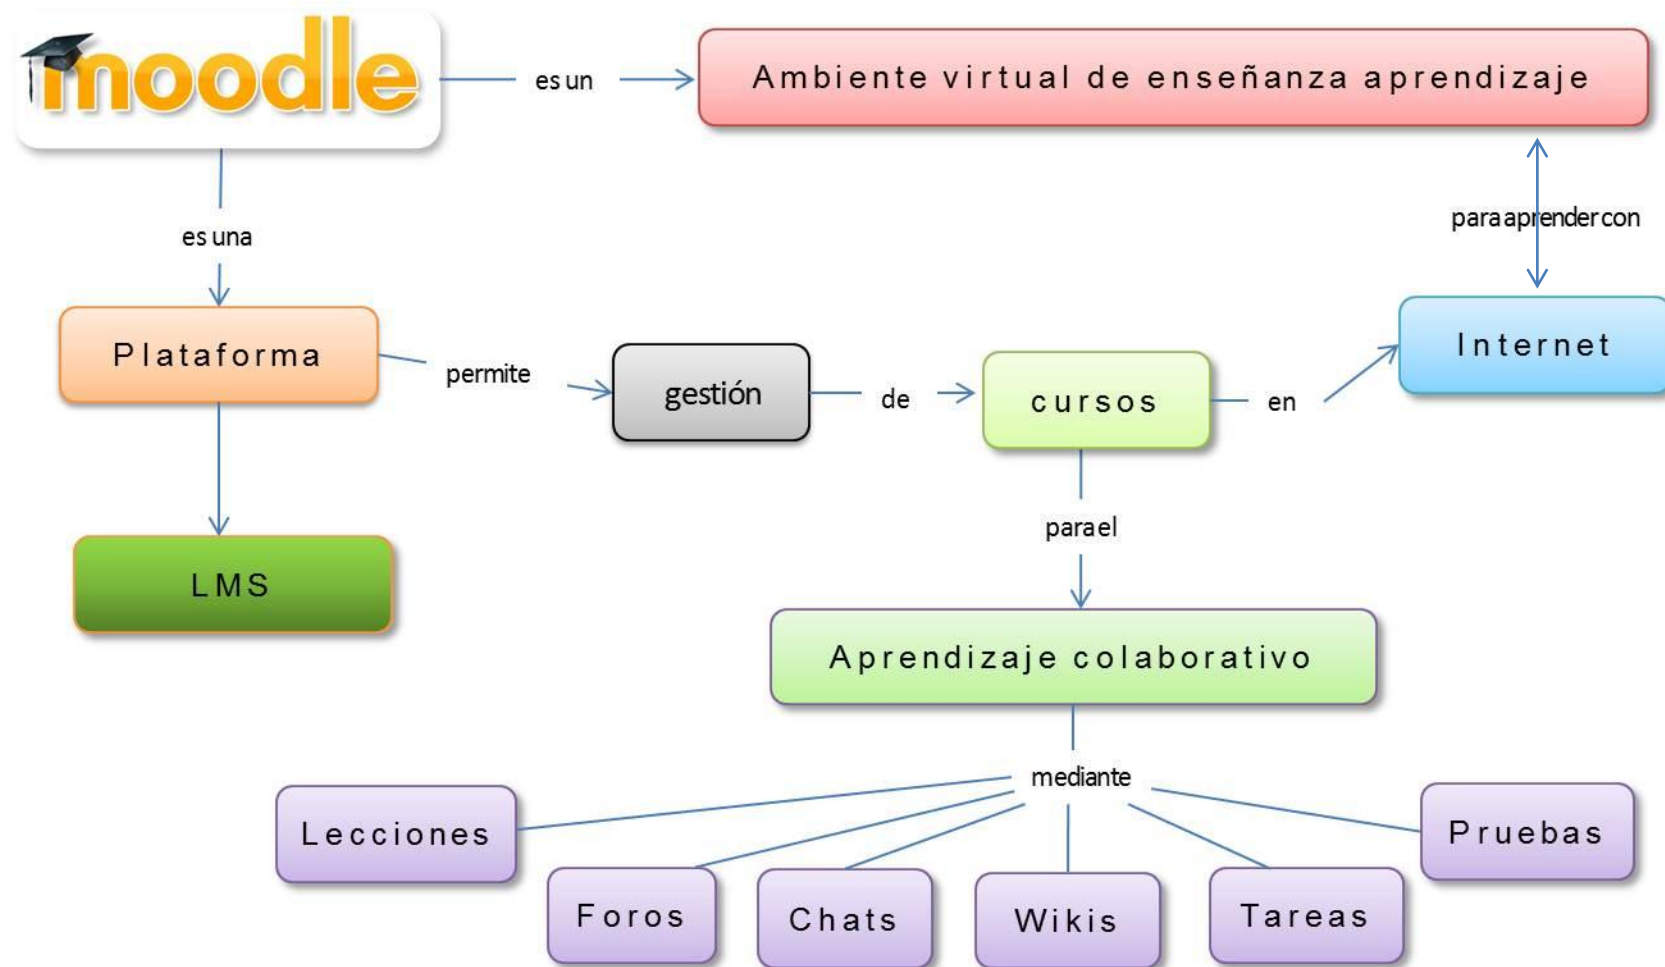 moodle
es un
Ambiente virtual de enseñanza aprendizaje
es una
para aprender con
Plataforma
permite
gestión
de
cursos
en
Internet
LMS
para el
Aprendizaje colaborativo
mediante
Lecciones
Foros
Chats
Wikis
Tareas
Pruebas